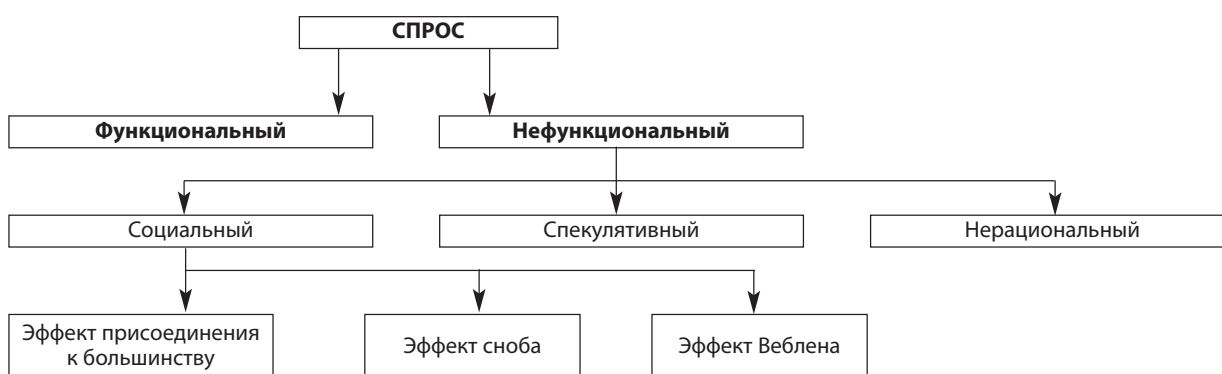 СПРОС
Функциональный
Нефункциональный
Социальный
Спекулятивный
Нерациональный
Эффект присоединения
к большинству
Эффект сноба
Эффект Веблена